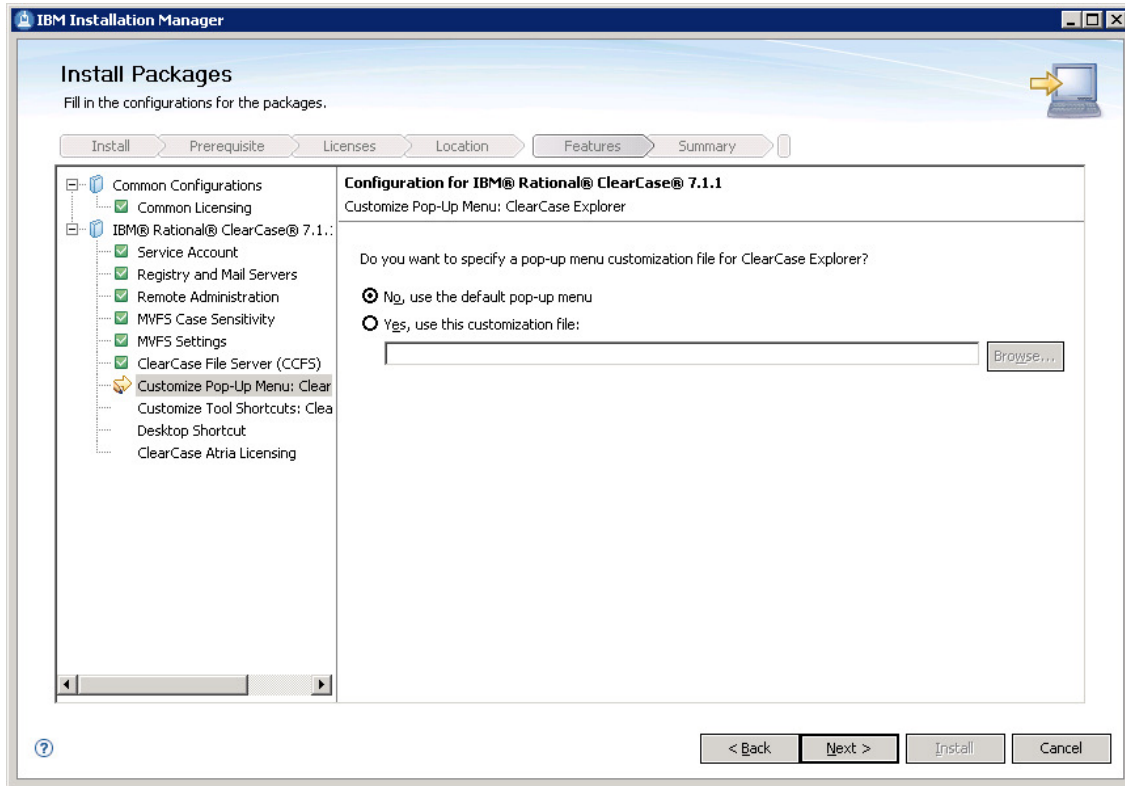 IBM Installation Manager
Install Packages
Fill in the configurations for the packages.
Install
Prerequisite
Licenses
Location
Features
Summary
Common Configurations
Common Licensing
IBM® Rational® ClearCase® 7.1.:
Service Account
Registry and Mail Servers
Remote Administration
MVFS Case Sensitivity
MVFS Settings
ClearCase File Server (CCFS)
Customize Pop-Up Menu: Clear
Customize Tool Shortcuts: Clea
Desktop Shortcut
ClearCase Atria Licensing
Configuration for IBM® Rational® ClearCase® 7.1.1
Customize Pop-Up Menu: ClearCase Explorer
Do you want to specify a pop-up menu customization file for ClearCase Explorer?
No, use the default pop-up menu
Yes, use this customization file:
Browse...
?
< Back
Next >
Install
Cancel